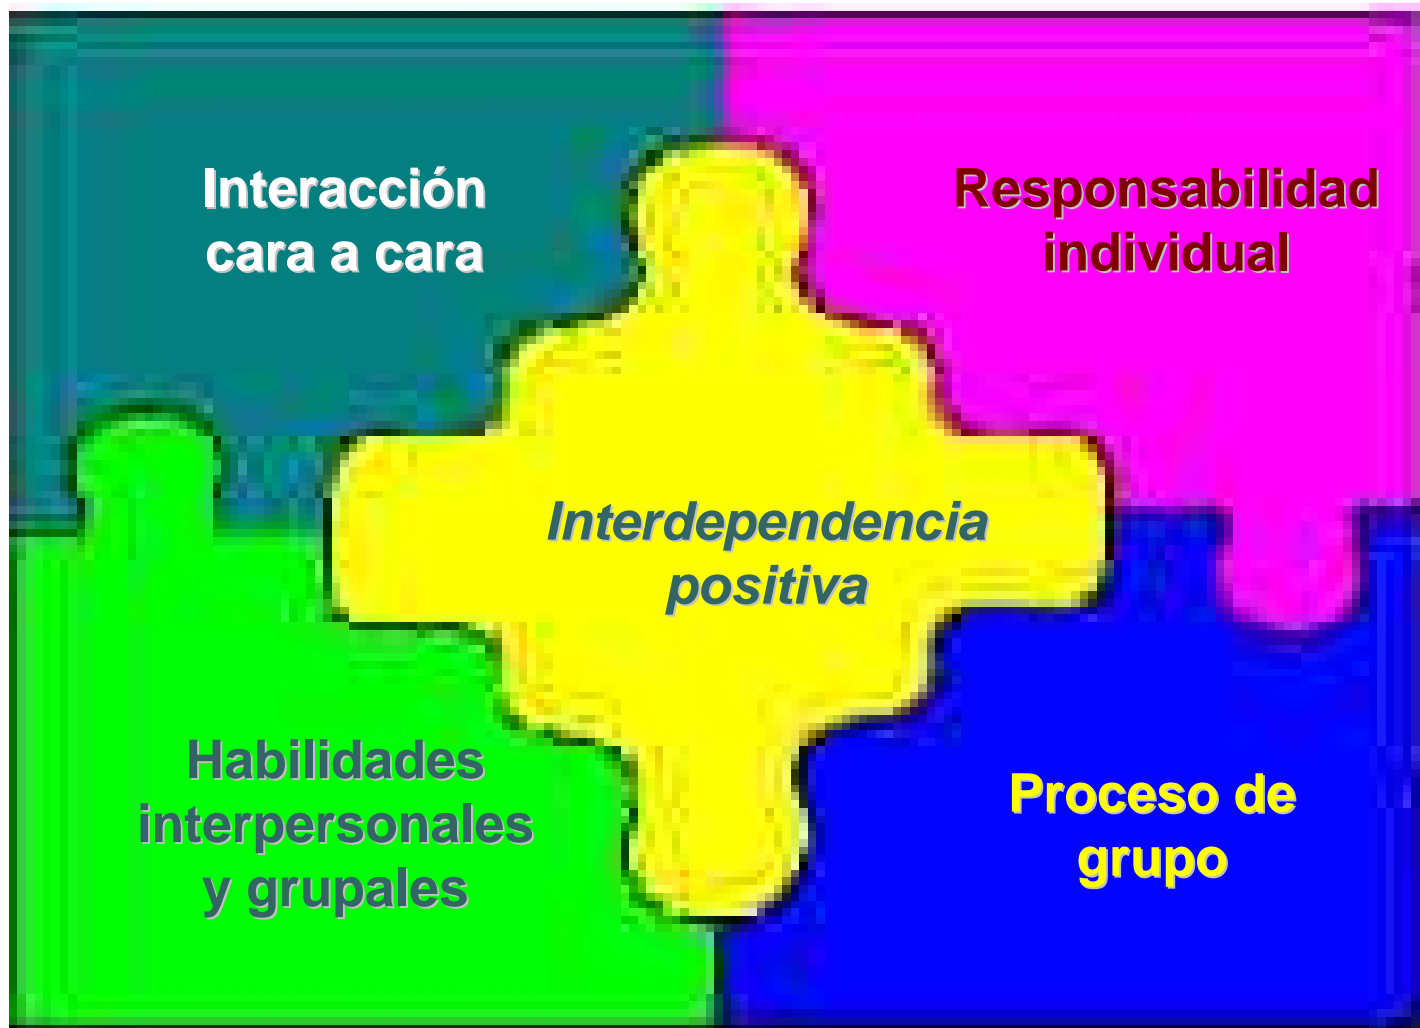 Interacción
cara a cara
Responsabilidad
individual
Interdependencia
positiva
Habilidades
interpersonales
y grupales
Proceso de
grupo